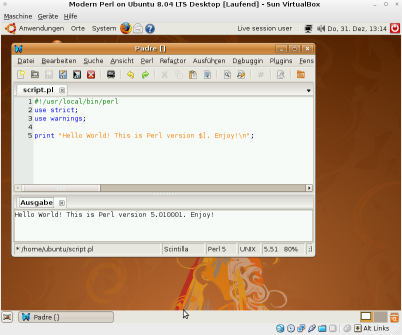 Modern Perl on Ubuntu 8.04 LTS Desktop [Laufend] - Sun VirtualBox
Maschine Geräte Hilfe
Anwendungen Orte System Live session user Do, 31. Dez, 13:14
Padre []
Datei Bearbeiten Suche Ansicht Perl Refactor Ausführen Debuggin Plugins Fens
script.pl
1 #!/usr/local/bin/perl
2 use strict;
3 use warnings;
4
5 print "Hello World! This is Perl version $]. Enjoy!\n";
Ausgabe
Hello World! This is Perl version 5.010001. Enjoy!
* /home/ubuntu/script.pl Scintilla Perl 5 UNIX 5,51 80%
Padre []
Alt Links